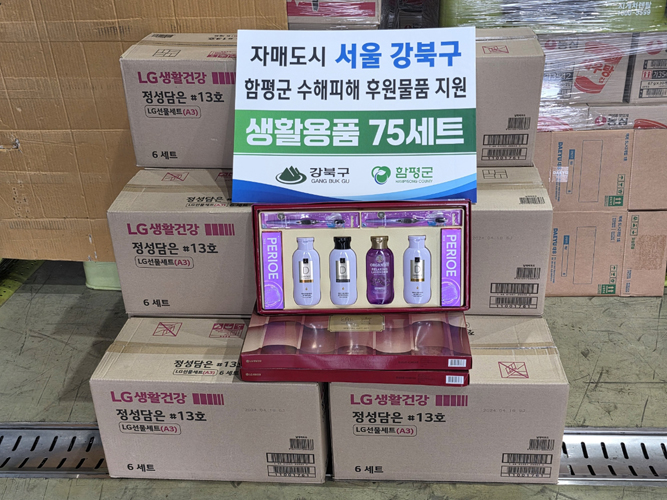 자매도시 서울 강북구
함평군 수해피해 후원물품 지원
생활용품 75세트
강북구
GANG BUK GU
함평군
HAMPYEONG COUNTY
LG생활건강
정성담은 #13호
LG선물세트(A3)
6 세트
LG생활건강
정성담은 #13호
LG선물세트(A3)
6 세트
PERIOE
PERIOE
LG생활건강
정성담은 #13호
LG선물세트(A3)
6 세트
LG생활건강
정성담은 #13호
LG선물세트(A3)
6 세트